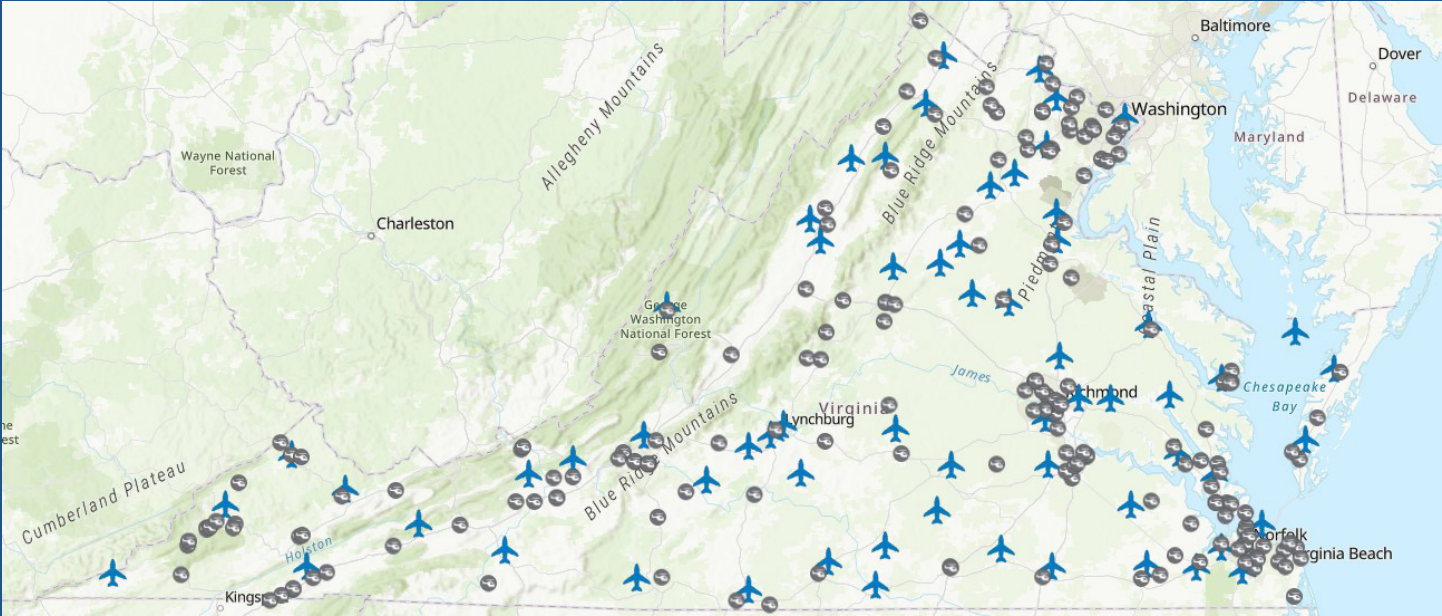 Baltimore
Dover
Delaware
Washington
Maryland
Allegheny Mountains
Blue Ridge Mountains
Wayne National
Forest
Charleston
Coastal Plain
Piedmont
George
Washington
National Forest
James
Chesapeake
Bay
Richmond
Virginia
Lynchburg
Blue Ridge Mountains
Cumberland Plateau
Holston
Norfolk
Virginia Beach